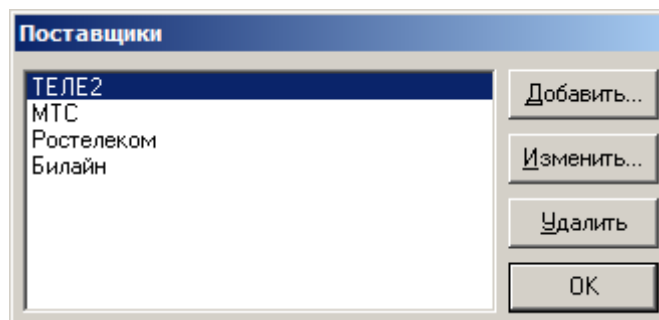 Поставщики
ТЕЛЕ2
МТС
Ростелеком
Билайн
Добавить...
Изменить...
Удалить
OK